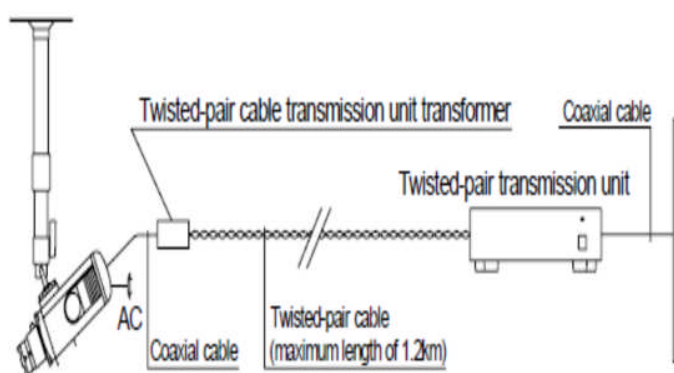 Twisted-pair cable transmission unit transformer
Coaxial cable
Twisted-pair transmission unit
AC
Coaxial cable
Twisted-pair cable
(maximum length of 1.2km)